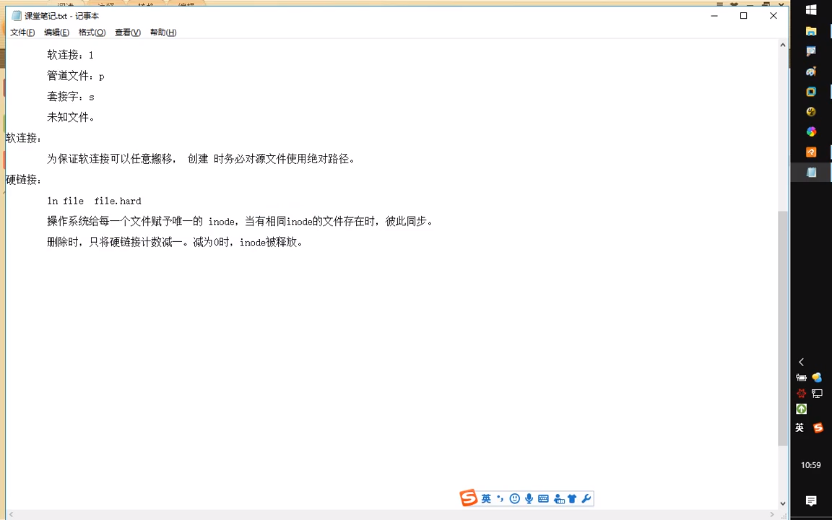 课堂笔记.txt - 记事本
文件(F) 编辑(E) 格式(O) 查看(V) 帮助(H)
软连接：l
管道文件：p
套接字：s
未知文件。
软连接：
为保证软连接可以任意搬移， 创建 时务必对源文件使用绝对路径。
硬链接：
ln file  file.hard
操作系统给每一个文件赋予唯一的 inode，当有相同inode的文件存在时，彼此同步。
删除时，只将硬链接计数减一。减为0时，inode被释放。
英
英
10:59